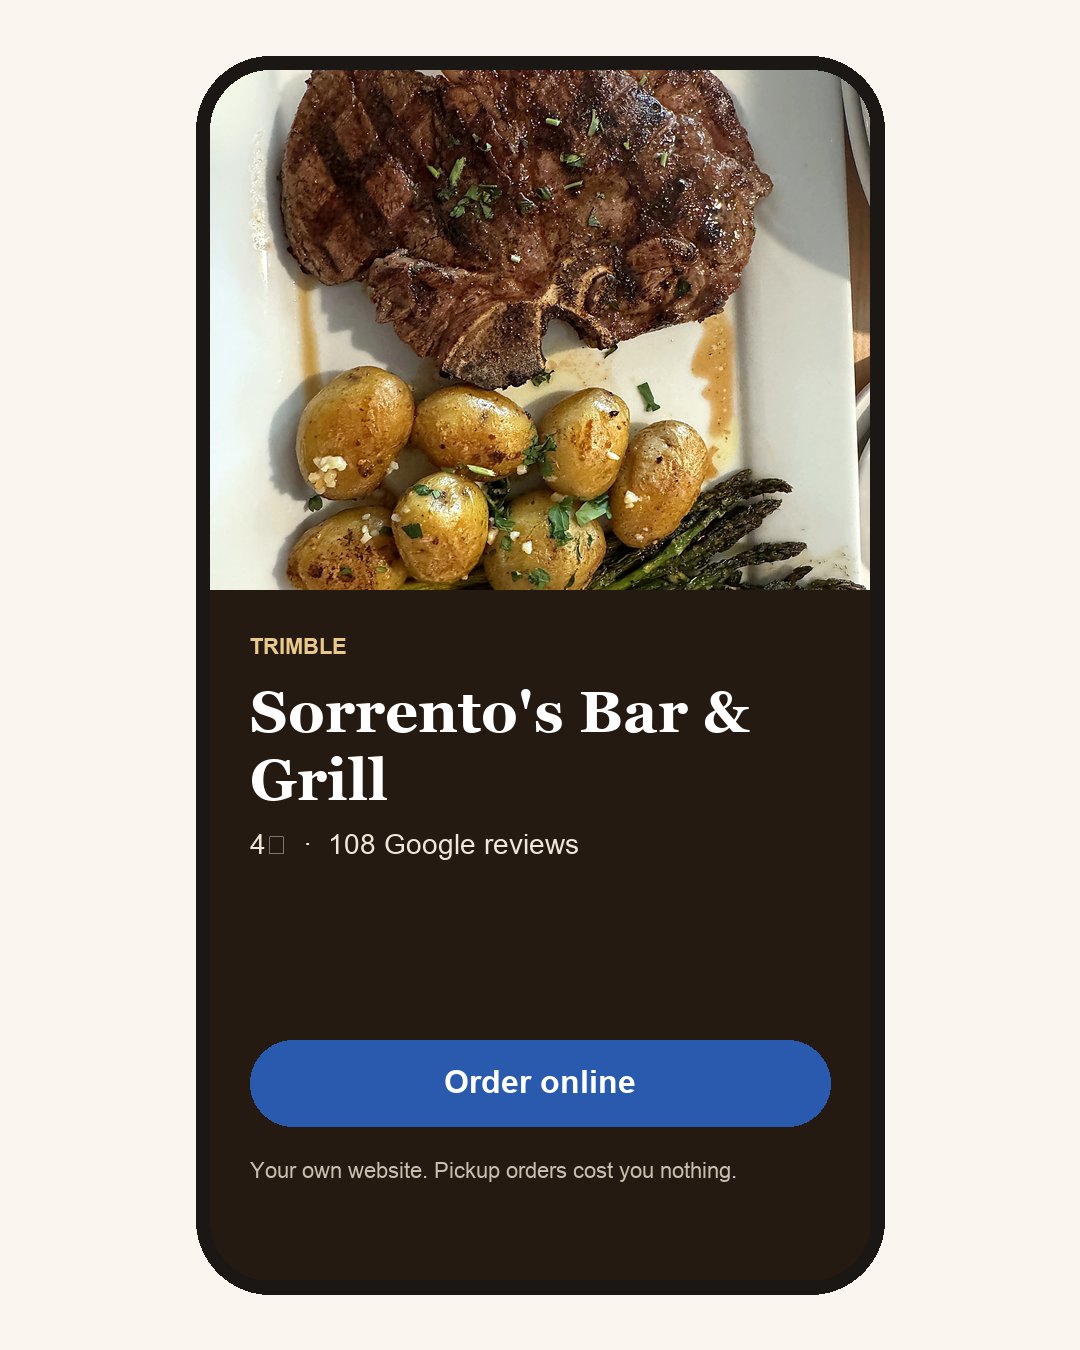 TRIMBLE
Sorrento's Bar &
Grill
4□ · 108 Google reviews
Order online
Your own website. Pickup orders cost you nothing.